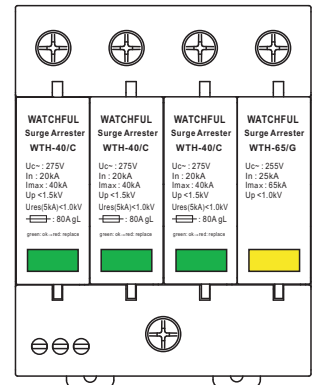 WATCHFUL
Surge Arrester
WTH-40/C
Uc~ : 275V
In : 20kA
Imax : 40kA
Up <1.5kV
Ures(5kA)<1.0kV
: 80A gL
green: ok→red: replace
WATCHFUL
Surge Arrester
WTH-40/C
Uc~ : 275V
In : 20kA
Imax : 40kA
Up <1.5kV
Ures(5kA)<1.0kV
: 80A gL
green: ok→red: replace
WATCHFUL
Surge Arrester
WTH-40/C
Uc~ : 275V
In : 20kA
Imax : 40kA
Up <1.5kV
Ures(5kA)<1.0kV
: 80A gL
green: ok→red: replace
WATCHFUL
Surge Arrester
WTH-65/G
Uc~ : 255V
In : 25kA
Imax : 65kA
Up <1.0kV